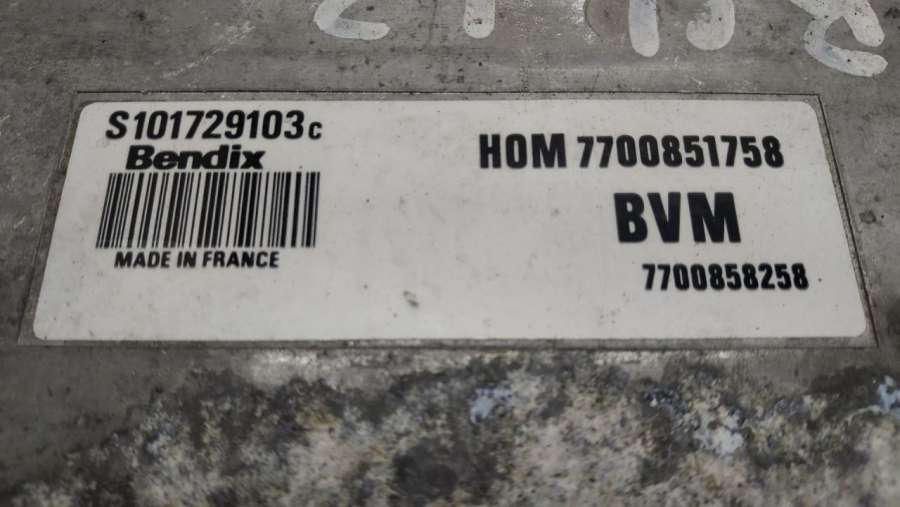 S101729103c
Bendix
MADE IN FRANCE
HOM 7700851758
BVM
7700858258